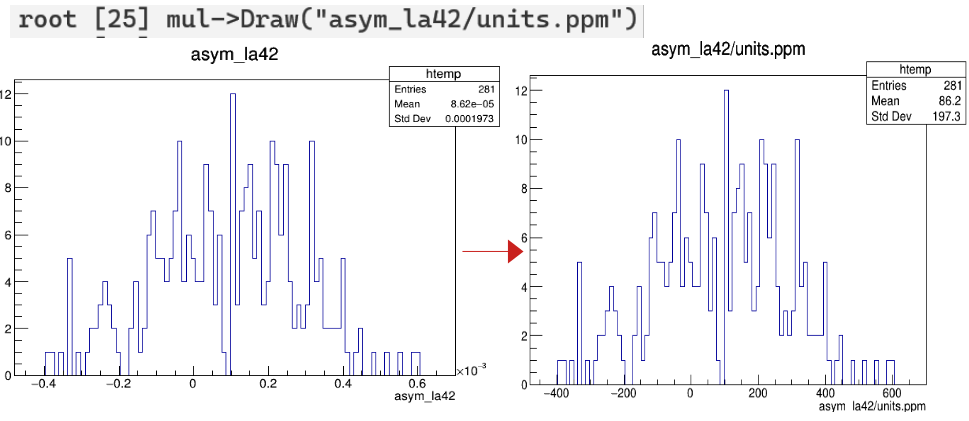 root [25] mul->Draw("asym_la42/units.ppm")
asym_la42
htemp
Entries 281
Mean 8.62e-05
Std Dev 0.0001973
12
10
8
6
4
2
0
−0.4 −0.2 0 0.2 0.4 0.6
×10⁻³
asym_la42
asym_la42/units.ppm
htemp
Entries 281
Mean 86.2
Std Dev 197.3
12
10
8
6
4
2
0
−400 −200 0 200 400 600
asym_la42/units.ppm